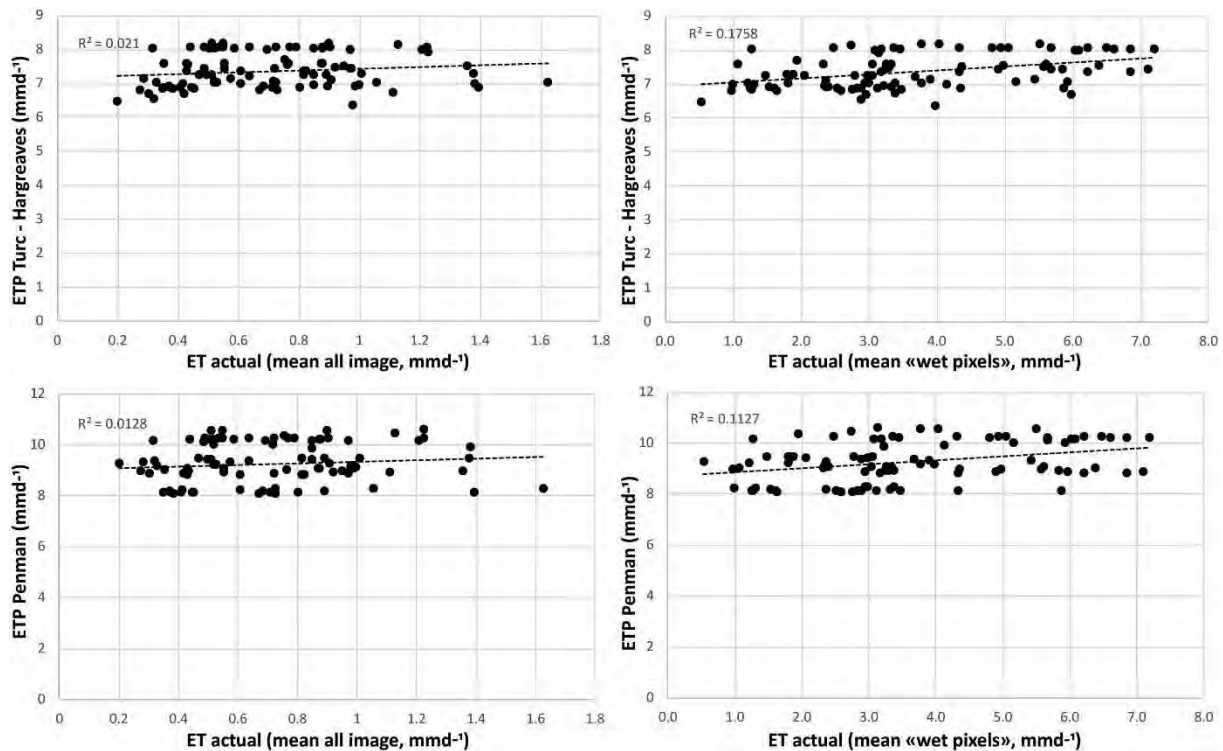 9
8
7
6
5
4
3
2
1
0
R² = 0.021
ETP Turc - Hargreaves (mmd⁻¹)
0 0.2 0.4 0.6 0.8 1 1.2 1.4 1.6 1.8
ET actual (mean all image, mmd⁻¹)
9
8
7
6
5
4
3
2
1
0
R² = 0.1758
ETP Turc - Hargreaves (mmd⁻¹)
0.0 1.0 2.0 3.0 4.0 5.0 6.0 7.0 8.0
ET actual (mean «wet pixels», mmd⁻¹)
12
10
8
6
4
2
0
R² = 0.0128
ETP Penman (mmd⁻¹)
0 0.2 0.4 0.6 0.8 1 1.2 1.4 1.6 1.8
ET actual (mean all image, mmd⁻¹)
12
10
8
6
4
2
0
R² = 0.1127
ETP Penman (mmd⁻¹)
0.0 1.0 2.0 3.0 4.0 5.0 6.0 7.0 8.0
ET actual (mean «wet pixels», mmd⁻¹)